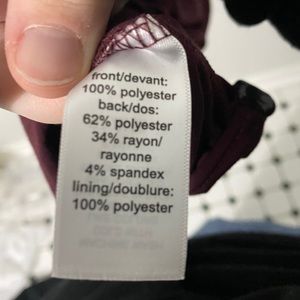 front/devant:
100% polyester
back/dos:
62% polyester
34% rayon/
rayonne
4% spandex
lining/doublure:
100% polyester